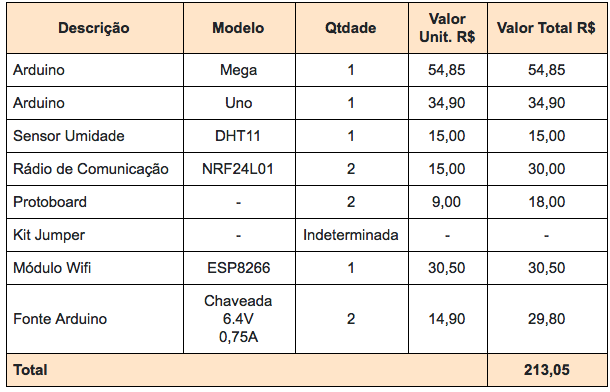 Descrição Modelo Qtdade Valor Unit. R$ Valor Total R$
Arduino Mega 1 54,85 54,85
Arduino Uno 1 34,90 34,90
Sensor Umidade DHT11 1 15,00 15,00
Rádio de Comunicação NRF24L01 2 15,00 30,00
Protoboard - 2 9,00 18,00
Kit Jumper - Indeterminada - -
Módulo Wifi ESP8266 1 30,50 30,50
Fonte Arduino Chaveada 6.4V 0,75A 2 14,90 29,80
Total 213,05